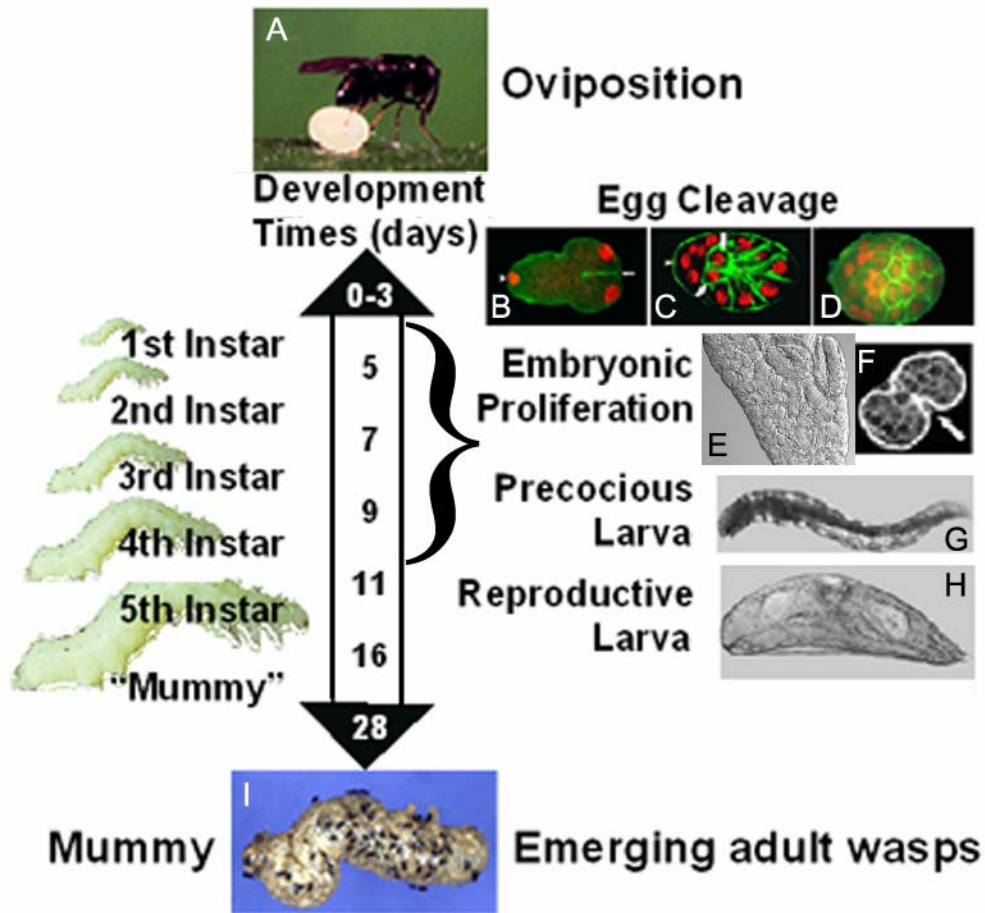 A
Oviposition
Development
Times (days)
Egg Cleavage
0-3
B
C
D
1st Instar
5
Embryonic
Proliferation
E
F
2nd Instar
7
3rd Instar
9
Precocious
Larva
G
4th Instar
11
Reproductive
Larva
H
5th Instar
16
“Mummy”
28
I
Mummy
Emerging adult wasps